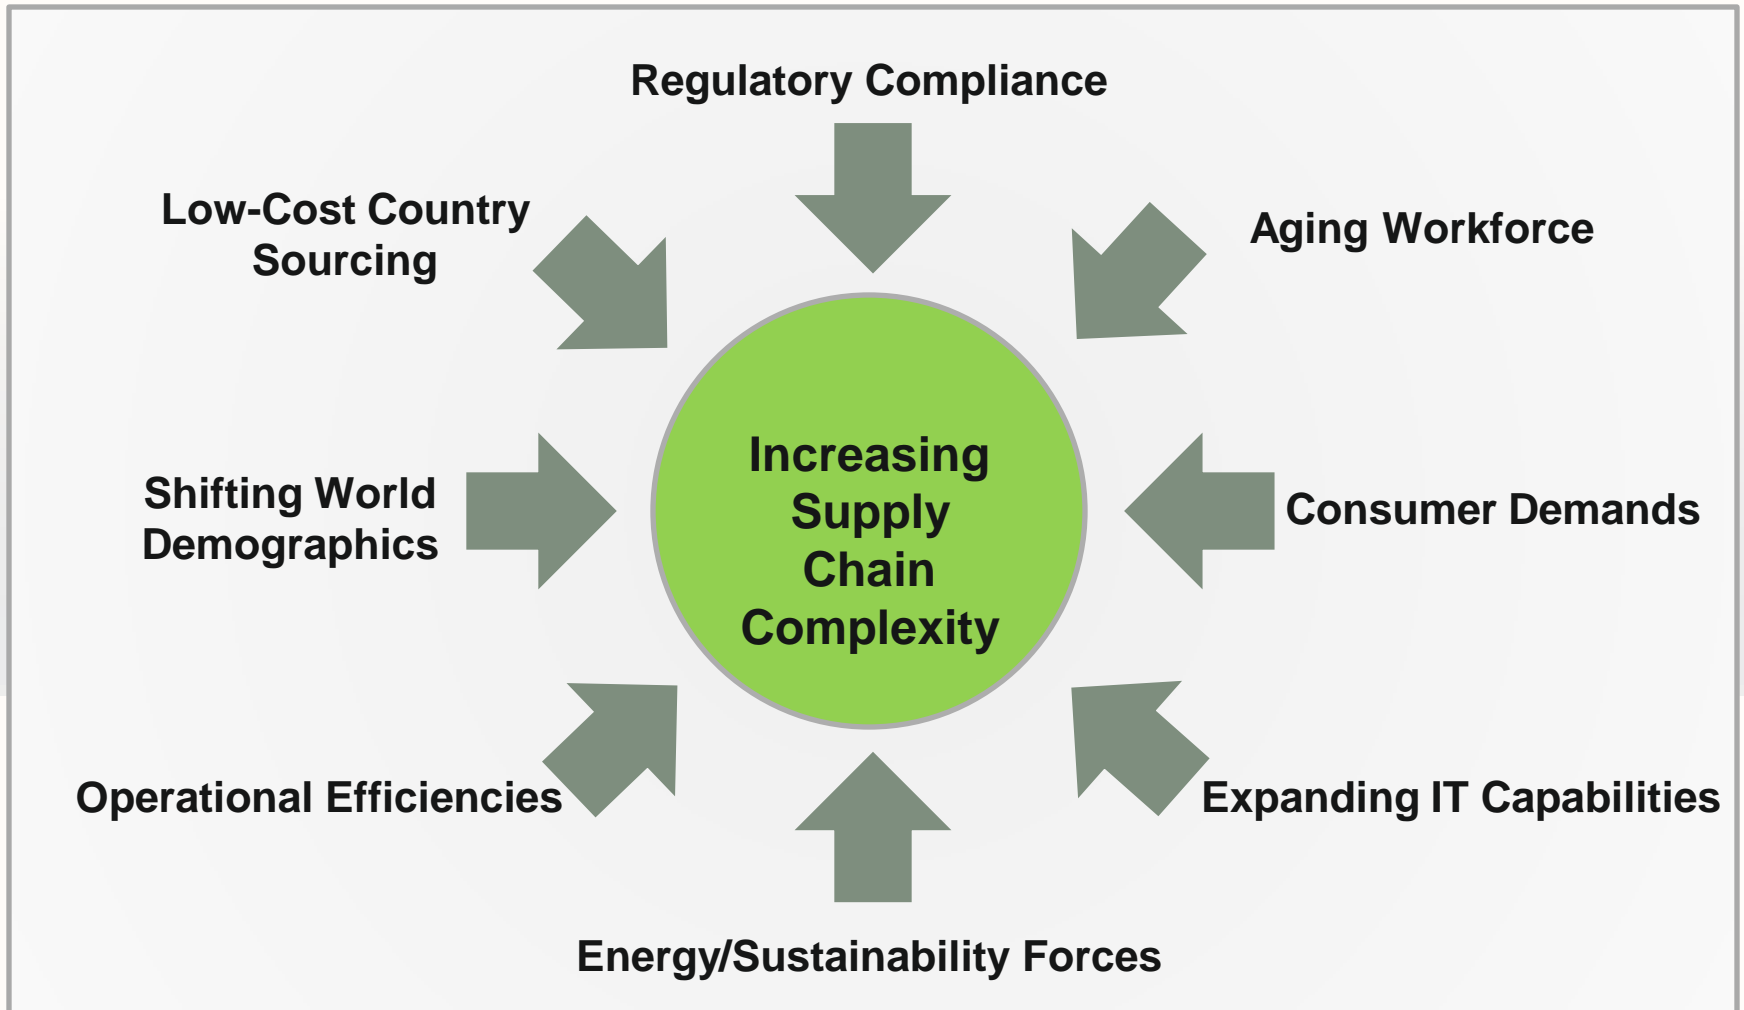 Regulatory Compliance
Low-Cost Country
Sourcing
Aging Workforce
Increasing
Supply
Chain
Complexity
Shifting World
Demographics
Consumer Demands
Operational Efficiencies
Expanding IT Capabilities
Energy/Sustainability Forces